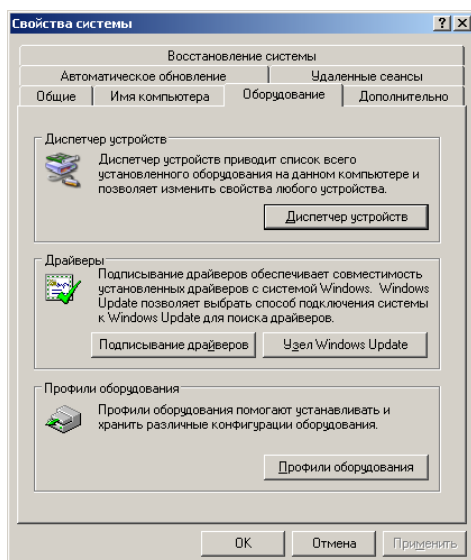 Свойства системы
Восстановление системы
Автоматическое обновление Удаленные сеансы
Общие Имя компьютера Оборудование Дополнительно
Диспетчер устройств
Диспетчер устройств приводит список всего
установленного оборудования на данном компьютере и
позволяет изменить свойства любого устройства.
Диспетчер устройств
Драйверы
Подписывание драйверов обеспечивает совместимость
установленных драйверов с системой Windows. Windows
Update позволяет выбрать способ подключения системы
к Windows Update для поиска драйверов.
Подписывание драйверов Узел Windows Update
Профили оборудования
Профили оборудования помогают устанавливать и
хранить различные конфигурации оборудования.
Профили оборудования
OK Отмена Применить